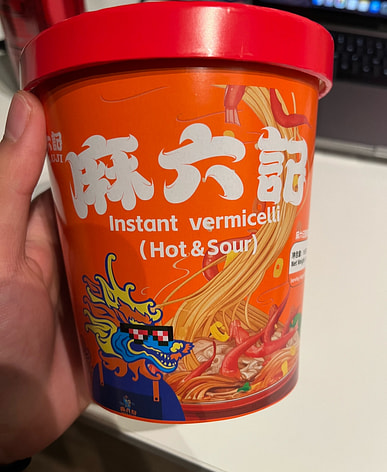 麻六記
Instant vermicelli
(Hot & Sour)